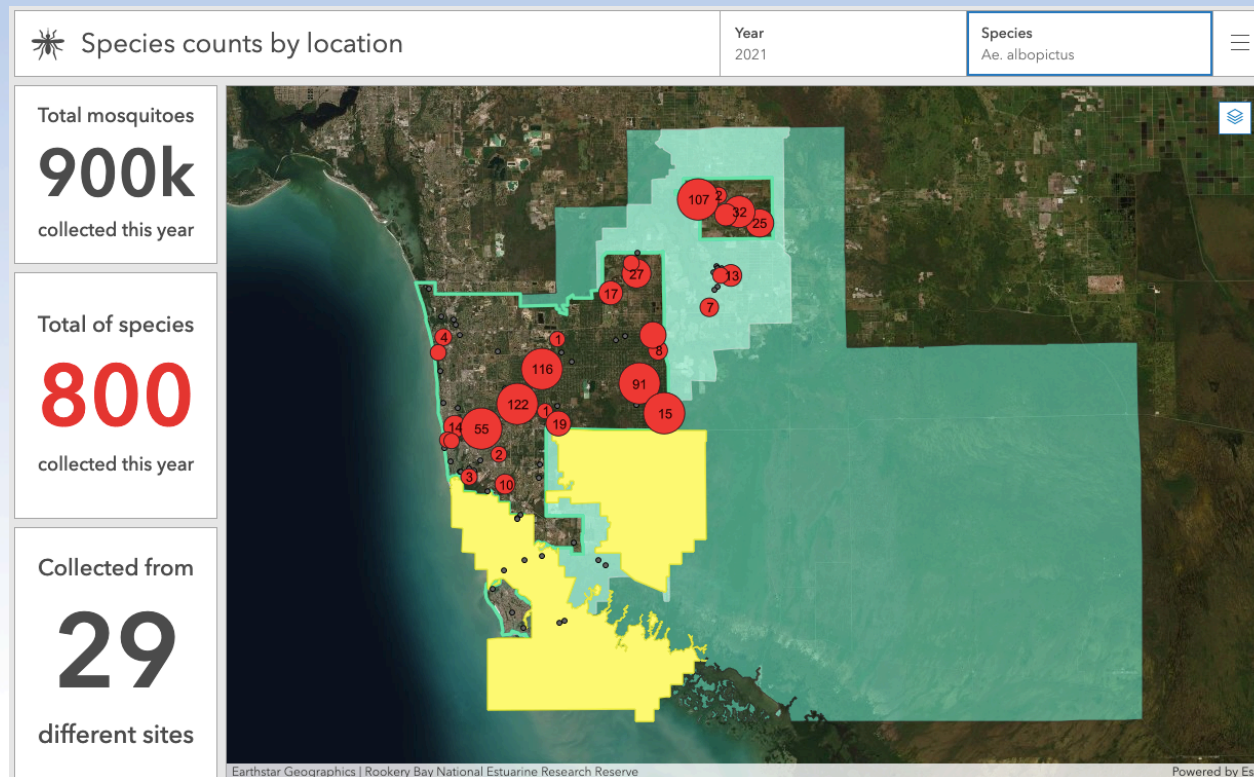 Species counts by location
Year
2021
Species
Ae. albopictus
Total mosquitoes
900k
collected this year
Total of species
800
collected this year
Collected from
29
different sites
107
2
32
25
27
13
17
7
4
1
8
116
91
122
1
15
14
55
19
2
3
10
Earthstar Geographics | Rookery Bay National Estuarine Research Reserve
Powered by Es